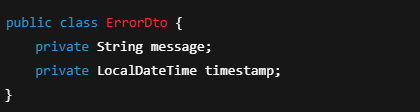 public class ErrorDto {
    private String message;
    private LocalDateTime timestamp;
}